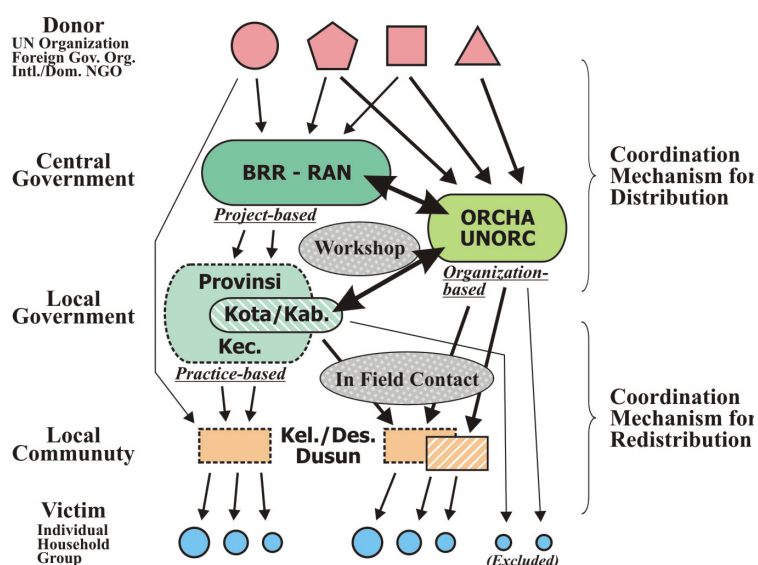 Donor
UN Organization
Foreign Gov. Org.
Intl./Dom. NGO
Central
Government
BRR - RAN
Project-based
ORCHA
UNORC
Organization-
based
Workshop
Coordination
Mechanism for
Distribution
Local
Government
Provinsi
Kota/Kab.
Kec.
Practice-based
In Field Contact
Coordination
Mechanism for
Redistribution
Local
Communuty
Kel./Des.
Dusun
Victim
Individual
Household
Group
(Excluded)